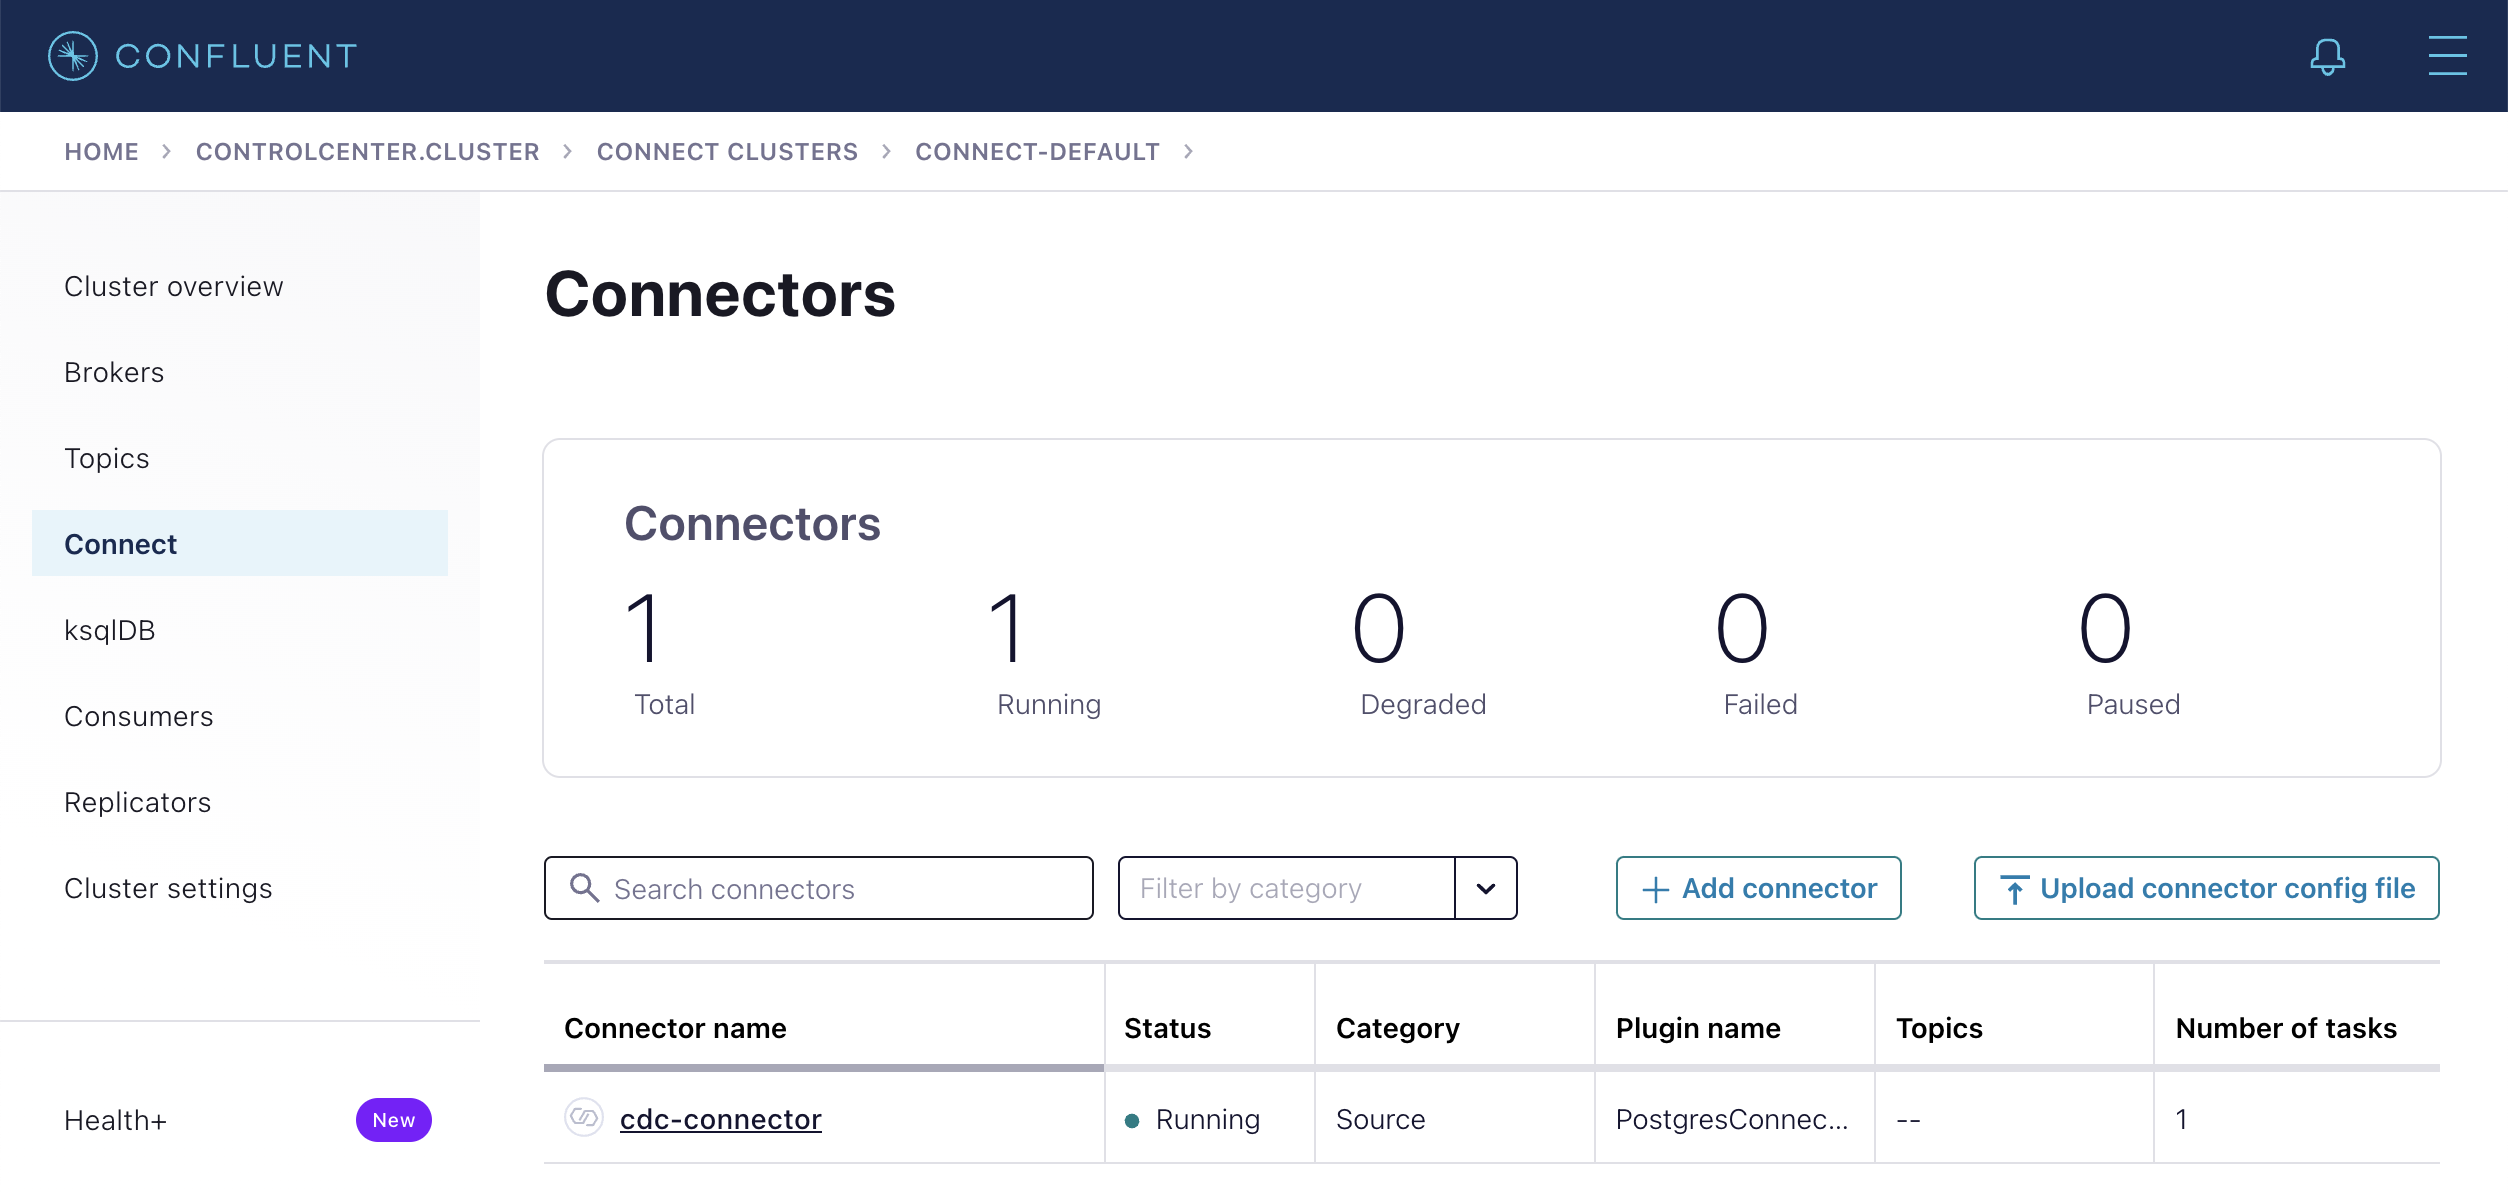 CONFLUENT
HOME > CONTROLCENTER.CLUSTER > CONNECT CLUSTERS > CONNECT-DEFAULT >
Cluster overview
Brokers
Topics
Connect
ksqlDB
Consumers
Replicators
Cluster settings
Health+ New
Connectors
Connectors
1 1 0 0 0
Total Running Degraded Failed Paused
Search connectors Filter by category Add connector Upload connector config file
Connector name Status Category Plugin name Topics Number of tasks
cdc-connector Running Source PostgresConnec... -- 1